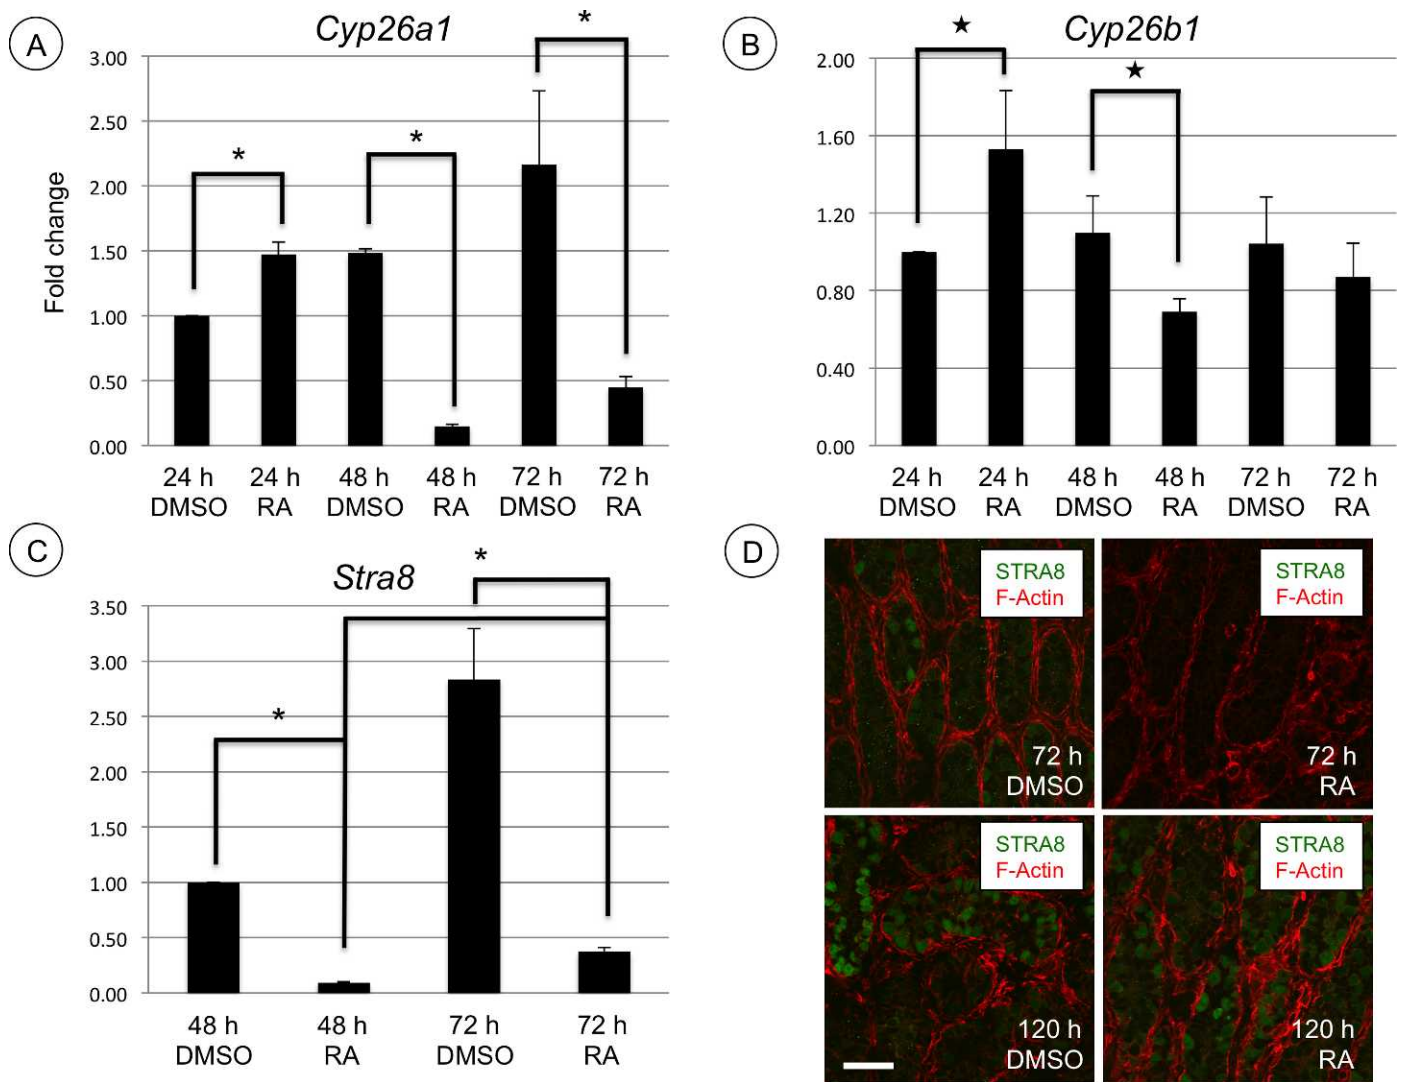 A
Cyp26a1
*
*
*
Fold change
3.00
2.50
2.00
1.50
1.00
0.50
0.00
24 h 24 h 48 h 48 h 72 h 72 h
DMSO RA DMSO RA DMSO RA
B
Cyp26b1
★
★
2.00
1.60
1.20
0.80
0.40
0.00
24 h 24 h 48 h 48 h 72 h 72 h
DMSO RA DMSO RA DMSO RA
C
Stra8
*
*
3.50
3.00
2.50
2.00
1.50
1.00
0.50
0.00
48 h 48 h 72 h 72 h
DMSO RA DMSO RA
D
STRA8
F-Actin
72 h
DMSO
STRA8
F-Actin
72 h
RA
STRA8
F-Actin
120 h
DMSO
STRA8
F-Actin
120 h
RA